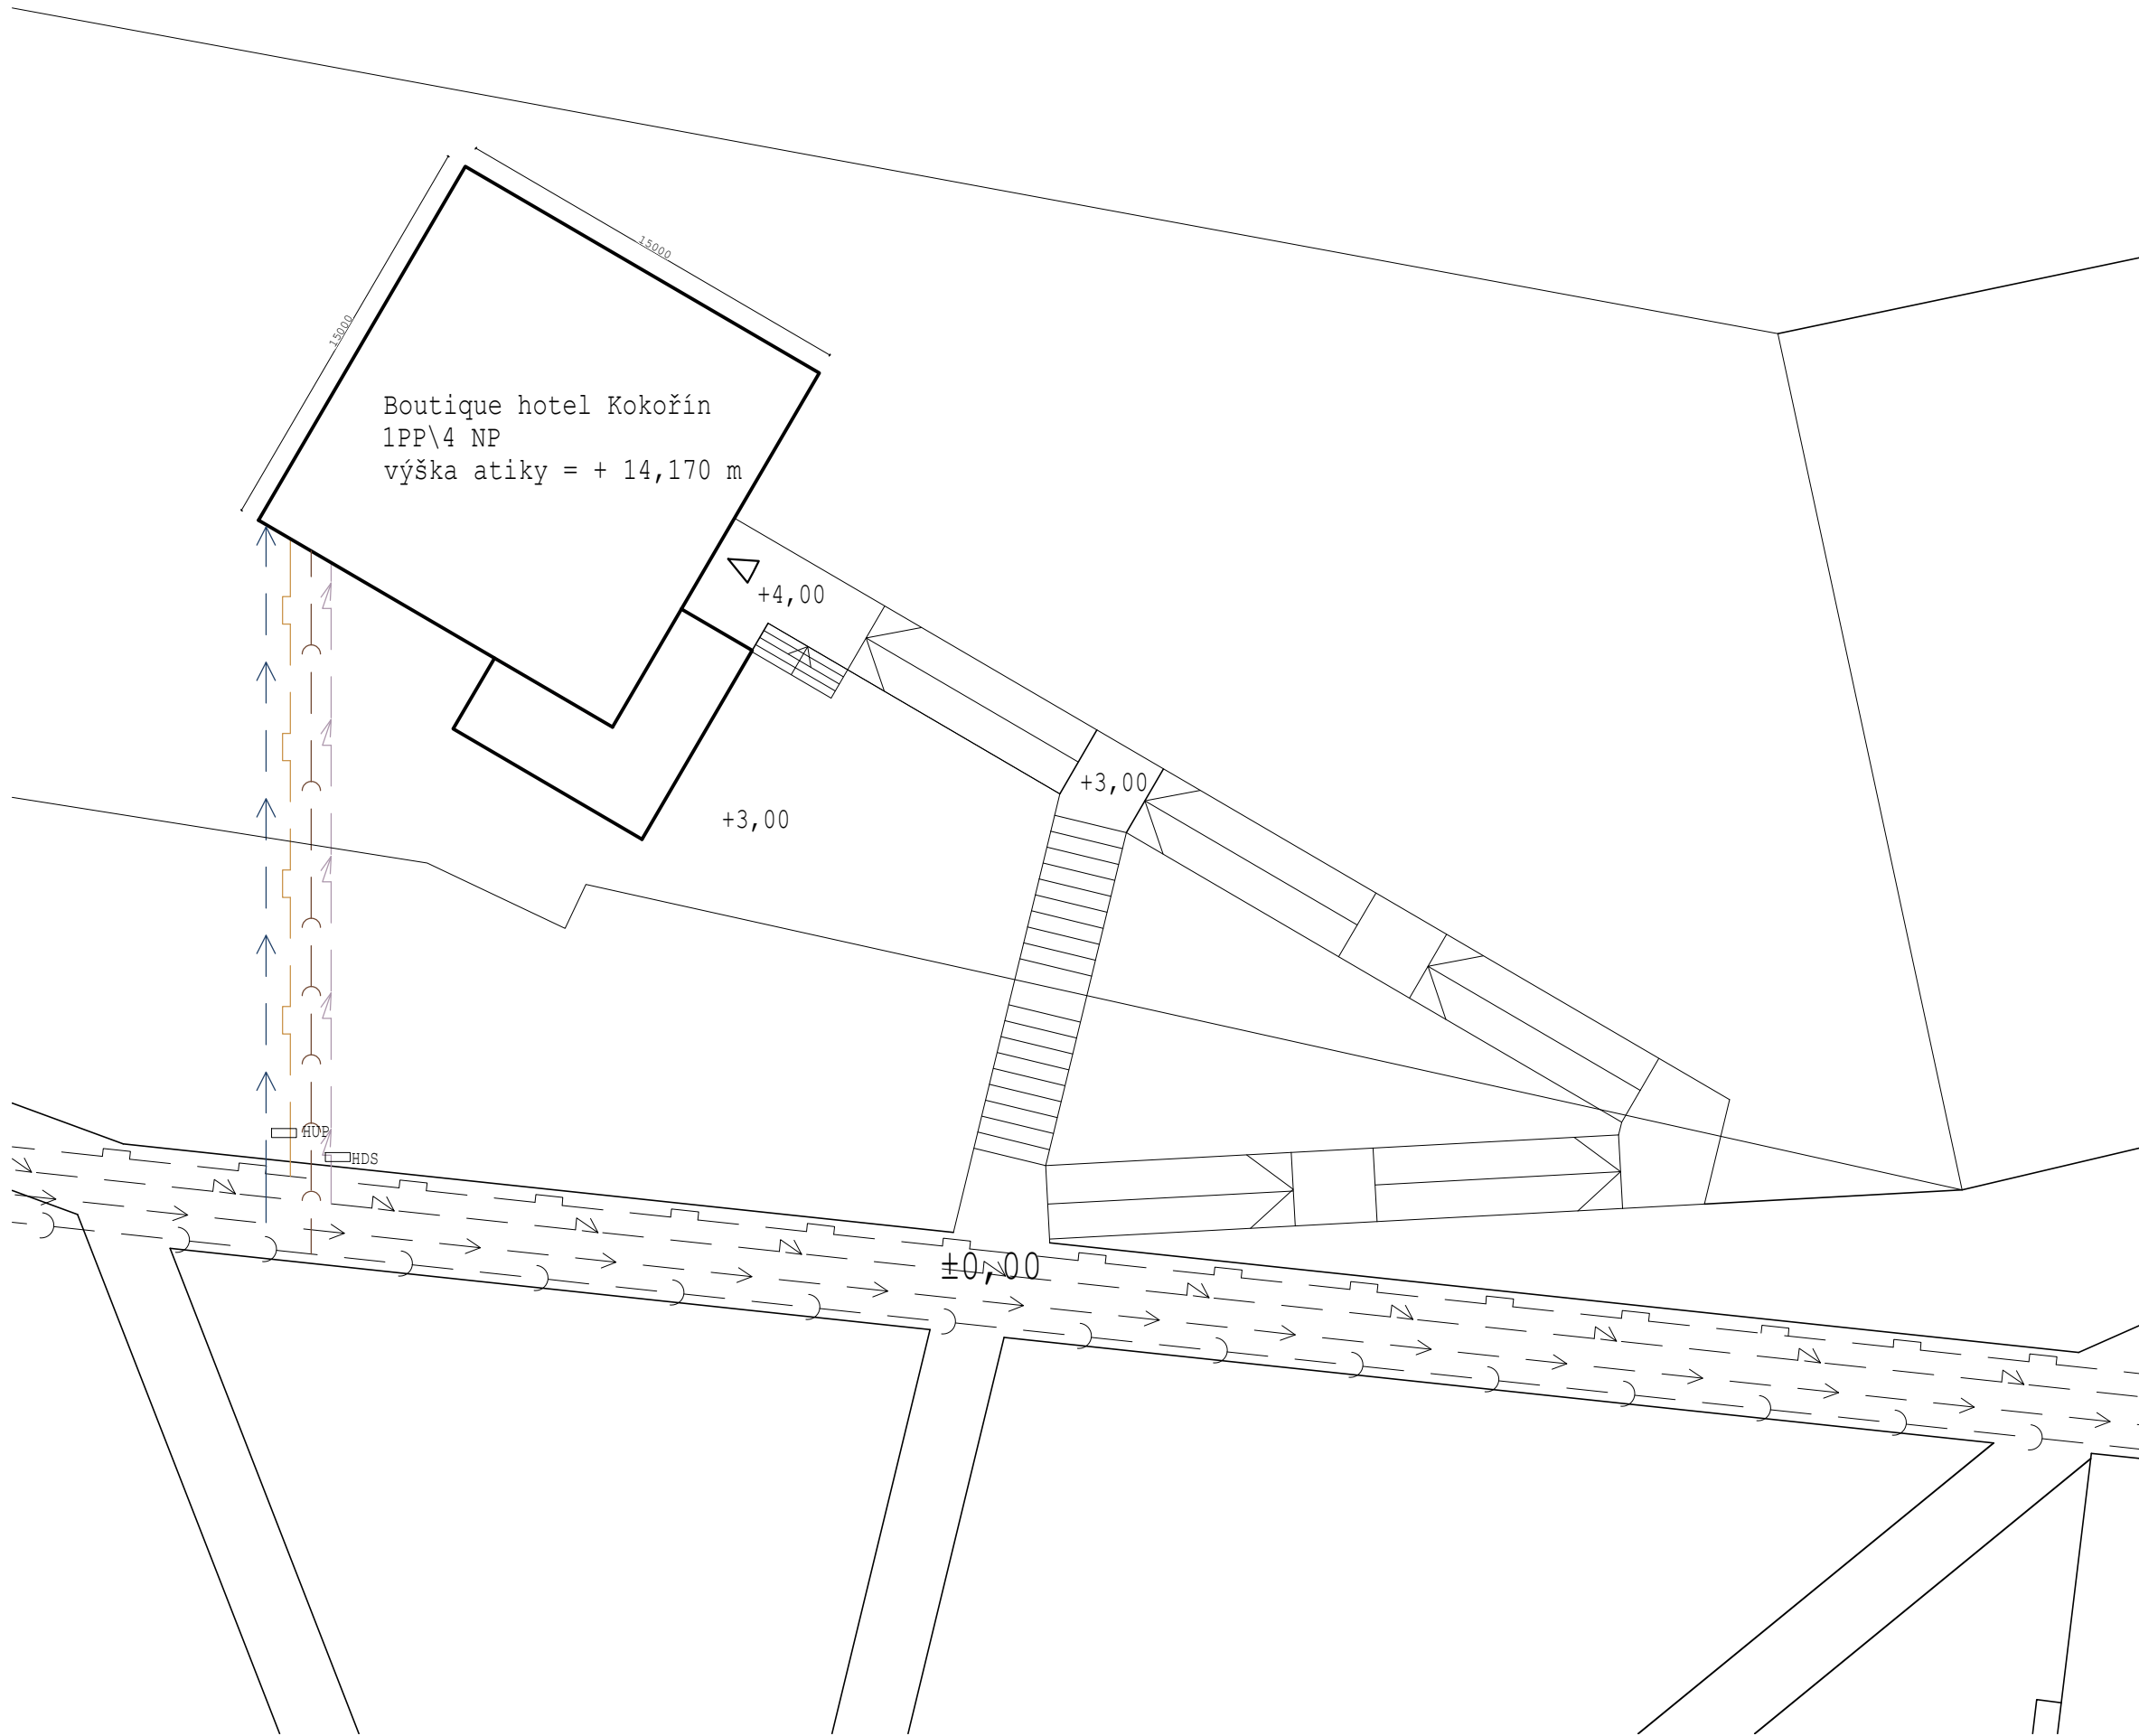 15000
15000
Boutique hotel Kokořín
1PP\4 NP
výška atiky = + 14,170 m
+4,00
+3,00
+3,00
HUP
HDS
±0,00